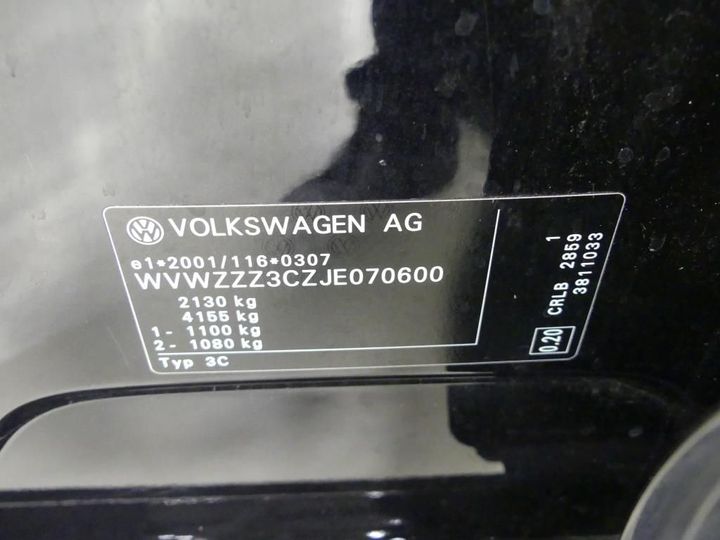 VOLKSWAGEN AG
e1*2001/116*0307
WVWZZZ3CZJE070600
2130 kg
4155 kg
1 - 1100 kg
2 - 1080 kg
Typ 3C
1
CRLB 2859
3811033
0.20